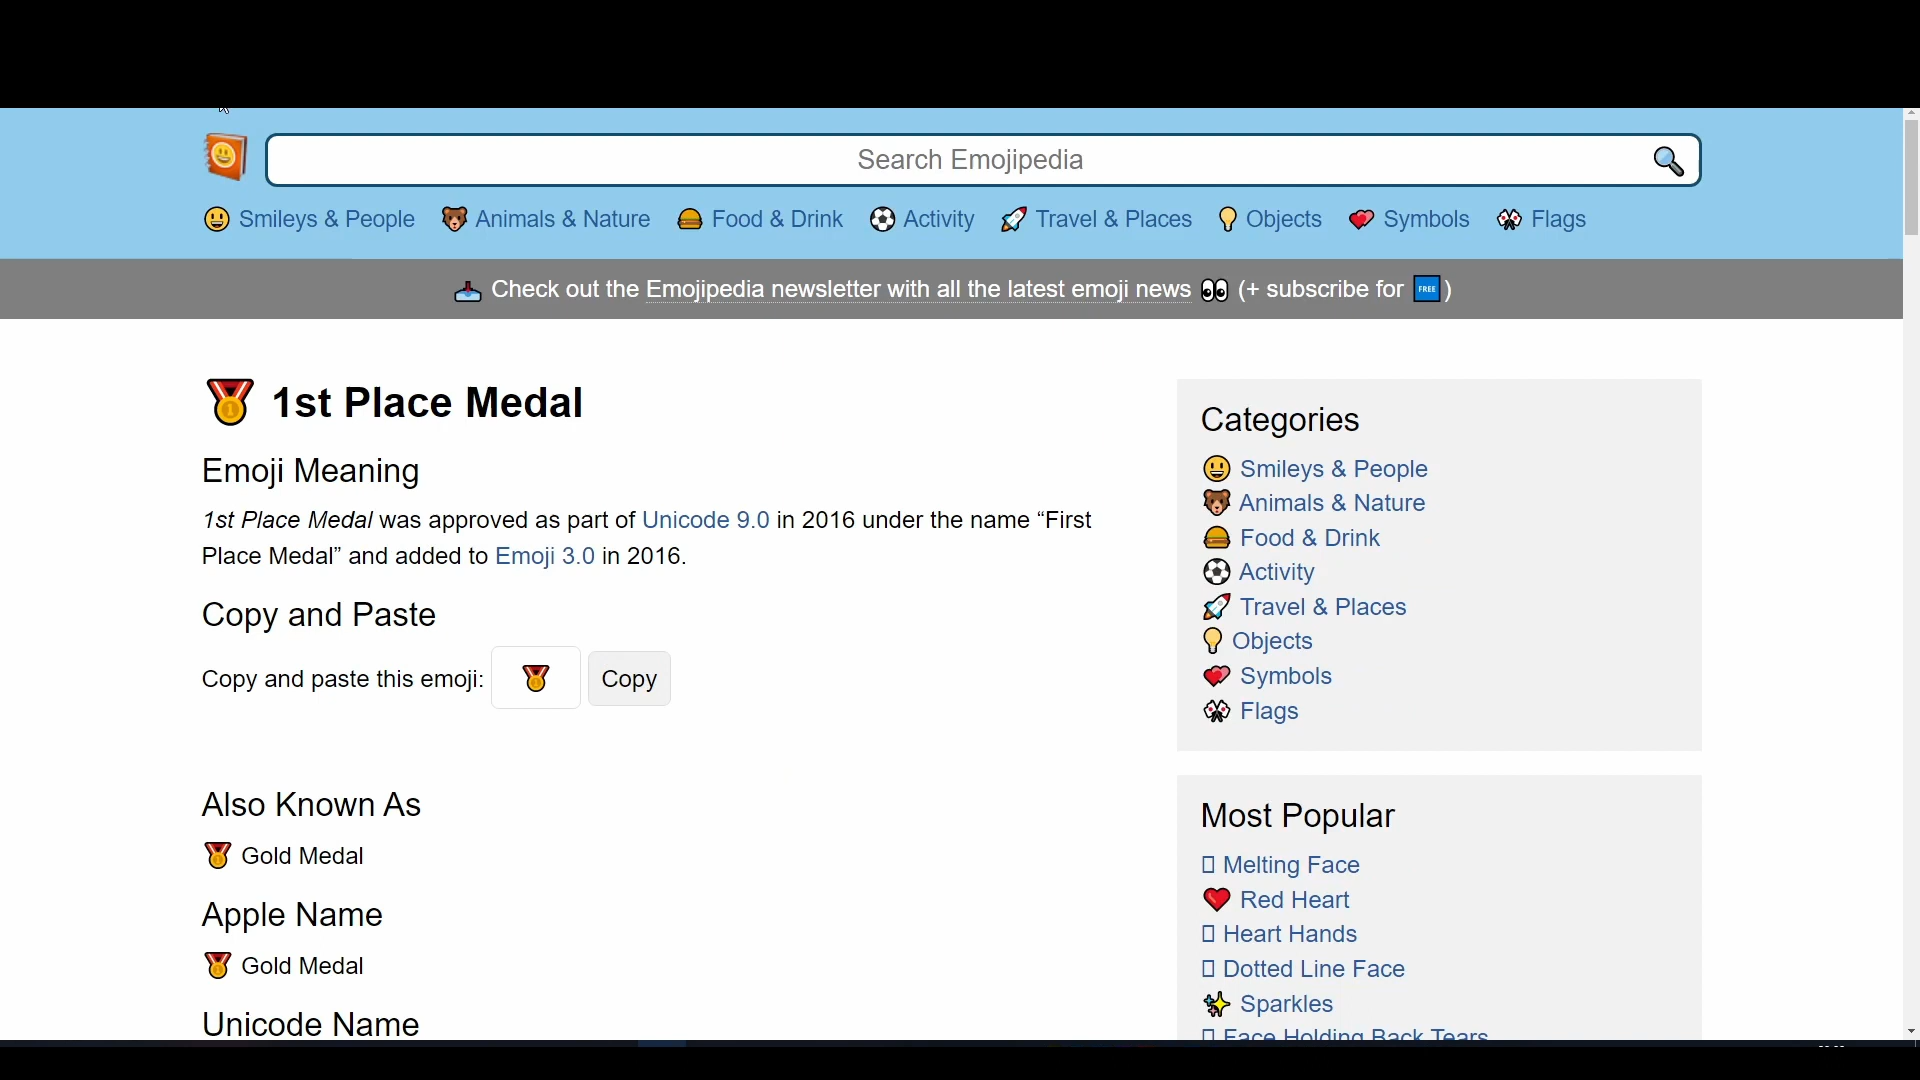 Search Emojipedia
Smileys & People Animals & Nature Food & Drink Activity Travel & Places Objects Symbols Flags
Check out the Emojipedia newsletter with all the latest emoji news (+ subscribe for FREE )
1st Place Medal
Emoji Meaning
1st Place Medal was approved as part of Unicode 9.0 in 2016 under the name “First
Place Medal” and added to Emoji 3.0 in 2016.
Copy and Paste
Copy and paste this emoji: Copy
Also Known As
Gold Medal
Apple Name
Gold Medal
Unicode Name
Categories
Smileys & People
Animals & Nature
Food & Drink
Activity
Travel & Places
Objects
Symbols
Flags
Most Popular
Melting Face
Red Heart
Heart Hands
Dotted Line Face
Sparkles
Face Holding Back Tears